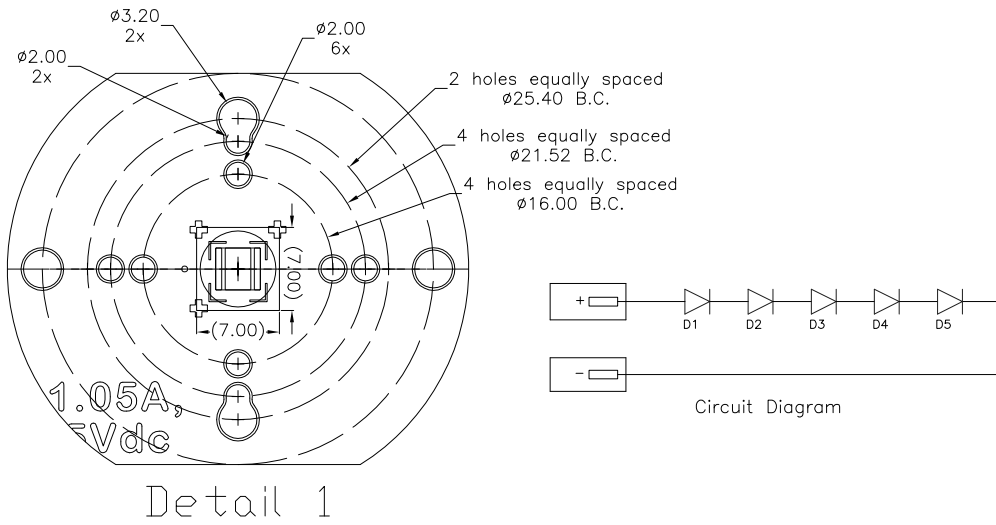 ø3.20
2x
ø2.00
6x
ø2.00
2x
2 holes equally spaced
ø25.40 B.C.
4 holes equally spaced
ø21.52 B.C.
4 holes equally spaced
ø16.00 B.C.
(7.00)
(7.00)
1.05A,
5Vdc
Detail 1
+
D1 D2 D3 D4 D5
-
Circuit Diagram